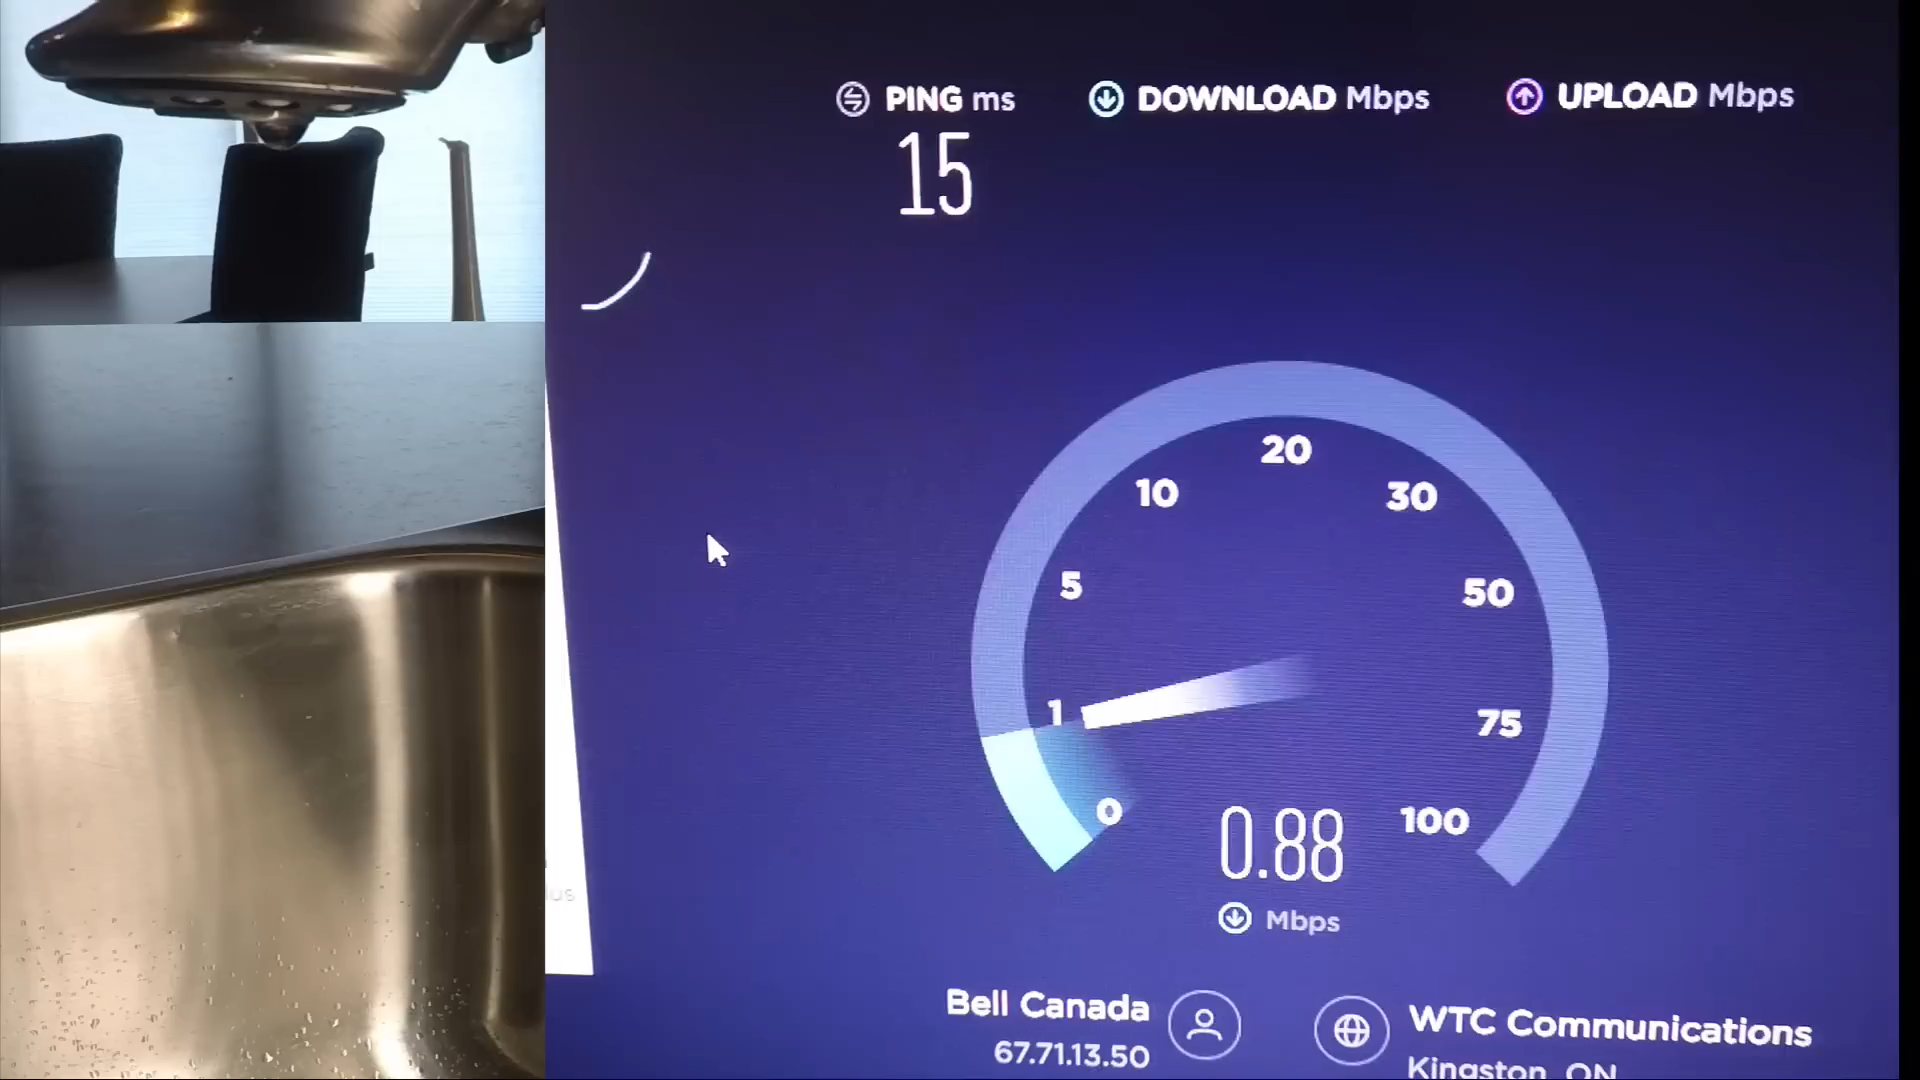 PING ms
15
DOWNLOAD Mbps
UPLOAD Mbps
20
10
30
5
50
1
75
0
100
0.88
Mbps
Bell Canada
67.71.13.50
WTC Communications
Kingston, ON